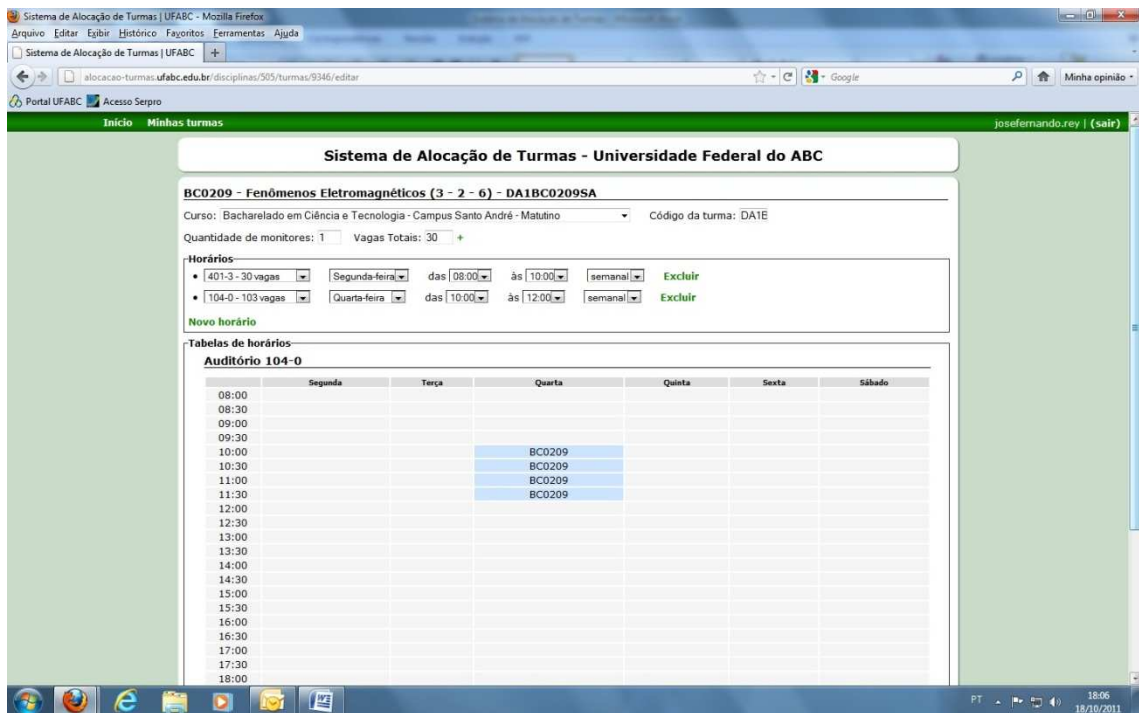 Sistema de Alocação de Turmas | UFABC - Mozilla Firefox
Arquivo Editar Exibir Histórico Favoritos Ferramentas Ajuda
Sistema de Alocação de Turmas | UFABC +
alocacao-turmas.ufabc.edu.br/disciplinas/505/turmas/9346/editar Google Minha opinião
Portal UFABC Acesso Serpro
Início Minhas turmas josefernando.rey | (sair)
Sistema de Alocação de Turmas - Universidade Federal do ABC
BC0209 - Fenômenos Eletromagnéticos (3 - 2 - 6) - DA1BC0209SA
Curso: Bacharelado em Ciência e Tecnologia - Campus Santo André - Matutino Código da turma: DA1B
Quantidade de monitores: 1 Vagas Totais: 30 +
Horários
• 401-3 - 30 vagas Segunda-feira das 08:00 às 10:00 semanal Excluir
• 104-0 - 103 vagas Quarta-feira das 10:00 às 12:00 semanal Excluir
Novo horário
Tabelas de horários
Auditório 104-0
Segunda Terça Quarta Quinta Sexta Sábado
08:00
08:30
09:00
09:30
10:00 BC0209
10:30 BC0209
11:00 BC0209
11:30 BC0209
12:00
12:30
13:00
13:30
14:00
14:30
15:00
15:30
16:00
16:30
17:00
17:30
18:00
PT 18:06
18/10/2011